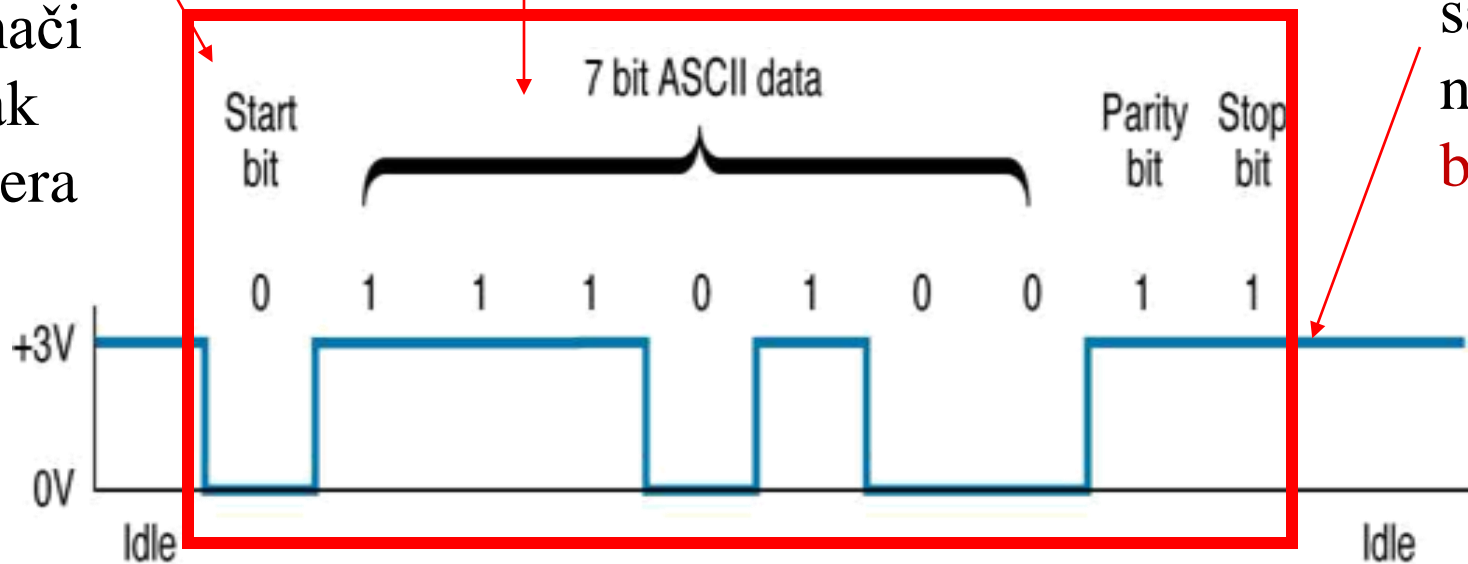 7 bit ASCII data
Start
bit
Parity
bit
Stop
bit
0 1 1 1 0 1 0 0 1 1
+3V
0V
Idle
Idle